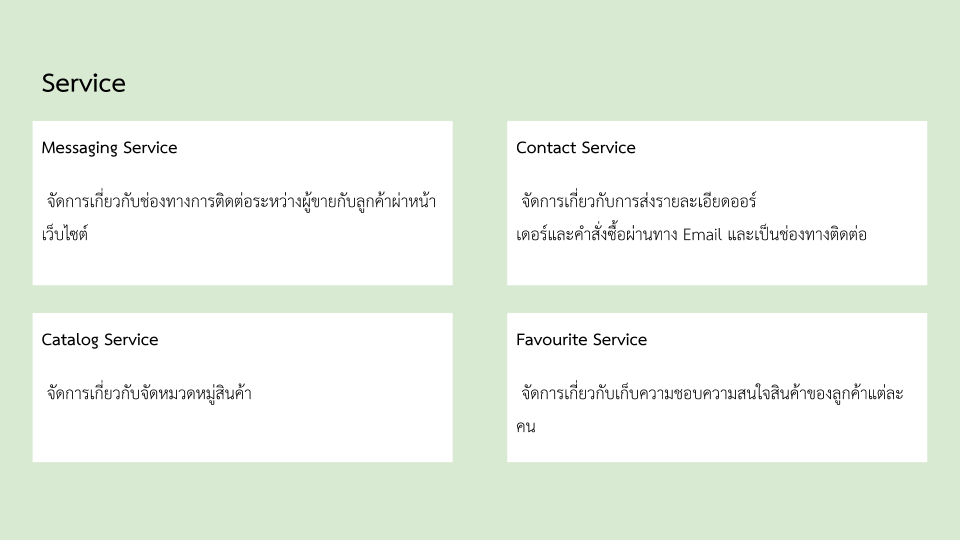 Service
Messaging Service
จัดการเกี่ยวกับช่องทางการติดต่อระหว่างผู้ขายกับลูกค้าผ่าหน้า
เว็บไซต์
Contact Service
จัดการเกี่ยวกับการส่งรายละเอียดออร์
เดอร์และคำสั่งซื้อผ่านทาง Email และเป็นช่องทางติดต่อ
Catalog Service
จัดการเกี่ยวกับจัดหมวดหมู่สินค้า
Favourite Service
จัดการเกี่ยวกับเก็บความชอบความสนใจสินค้าของลูกค้าแต่ละ
คน